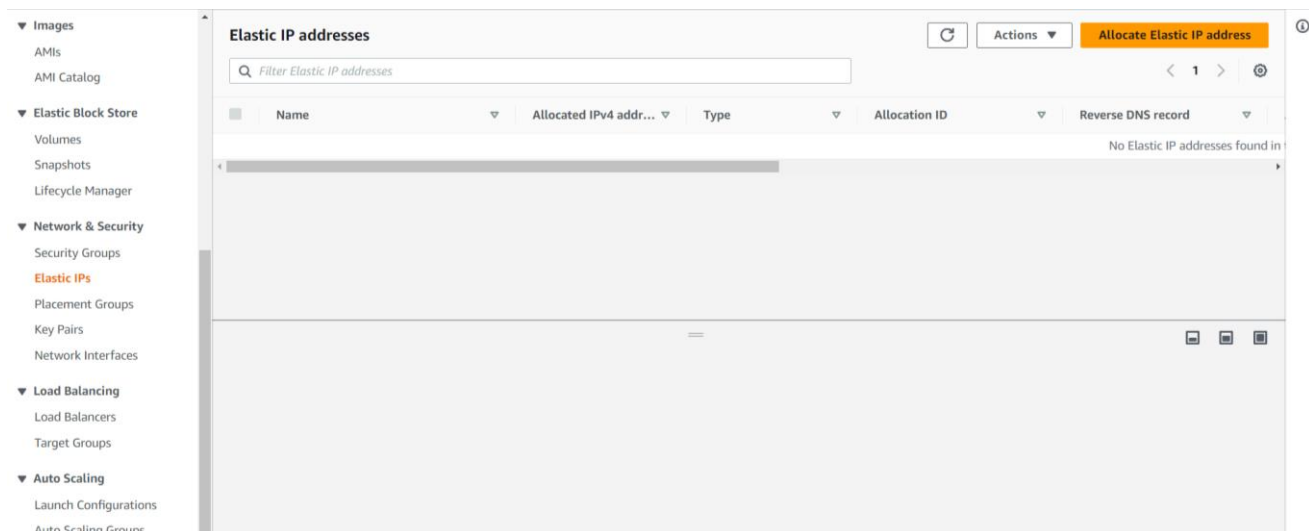 Images
AMIs
AMI Catalog
Elastic Block Store
Volumes
Snapshots
Lifecycle Manager
Network & Security
Security Groups
Elastic IPs
Placement Groups
Key Pairs
Network Interfaces
Load Balancing
Load Balancers
Target Groups
Auto Scaling
Launch Configurations
Auto Scaling Groups
Elastic IP addresses
Actions
Allocate Elastic IP address
Filter Elastic IP addresses
1
Name Allocated IPv4 addr... Type Allocation ID Reverse DNS record
No Elastic IP addresses found in